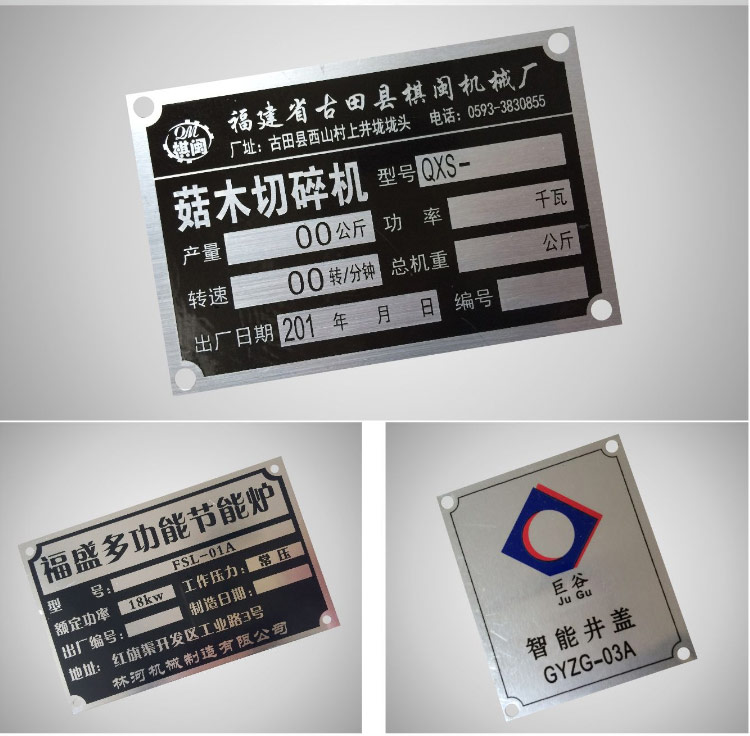 QM
棋闽
福建省古田县棋闽机械厂
厂址: 古田县西山村上井垅垅头 电话: 0593-3830855
菇木切碎机 型号 QXS-
产量 00 公斤 功 率 千瓦
转速 00 转/分钟 总机重 公斤
出厂日期 201 年 月 日 编号
福盛多功能节能炉
型 号: FSL-01A
额定功率 18kw 工作压力: 常压
出厂编号: 制造日期:
地址: 红旗渠开发区工业路3号
林河机械制造有限公司
巨谷
Ju Gu
智能井盖
GYZG-03A